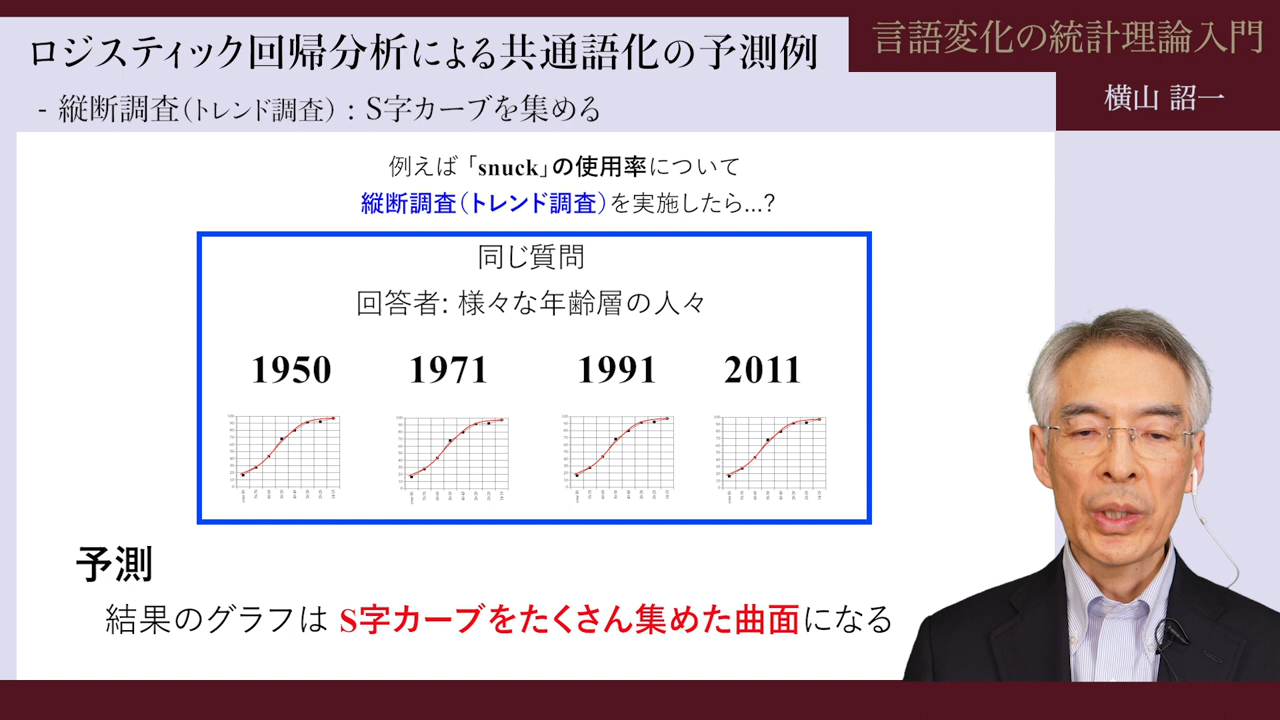 ロジスティック回帰分析による共通語化の予測例
言語変化の統計理論入門
- 縦断調査（トレンド調査）: S字カーブを集める
横山 詔一
例えば「snuck」の使用率について
縦断調査（トレンド調査）を実施したら...?
同じ質問
回答者: 様々な年齢層の人々
1950 1971 1991 2011
予測
結果のグラフは S字カーブをたくさん集めた曲面になる